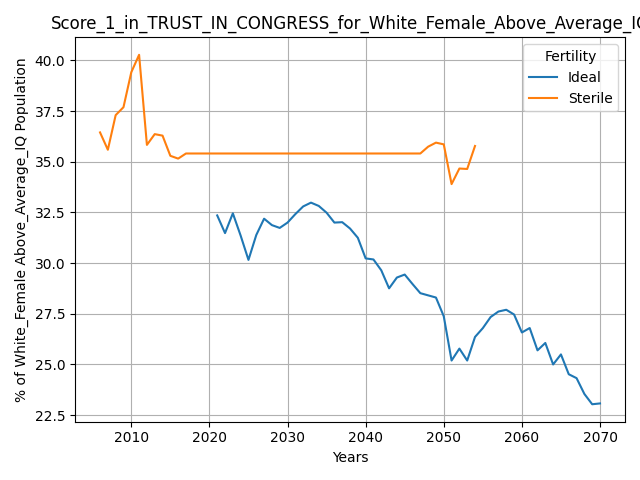 Score_1_in_TRUST_IN_CONGRESS_for_White_Female_Above_Average_IQ
Fertility
Ideal
Sterile
% of White_Female Above_Average_IQ Population
40.0
37.5
35.0
32.5
30.0
27.5
25.0
22.5
2010 2020 2030 2040 2050 2060 2070
Years